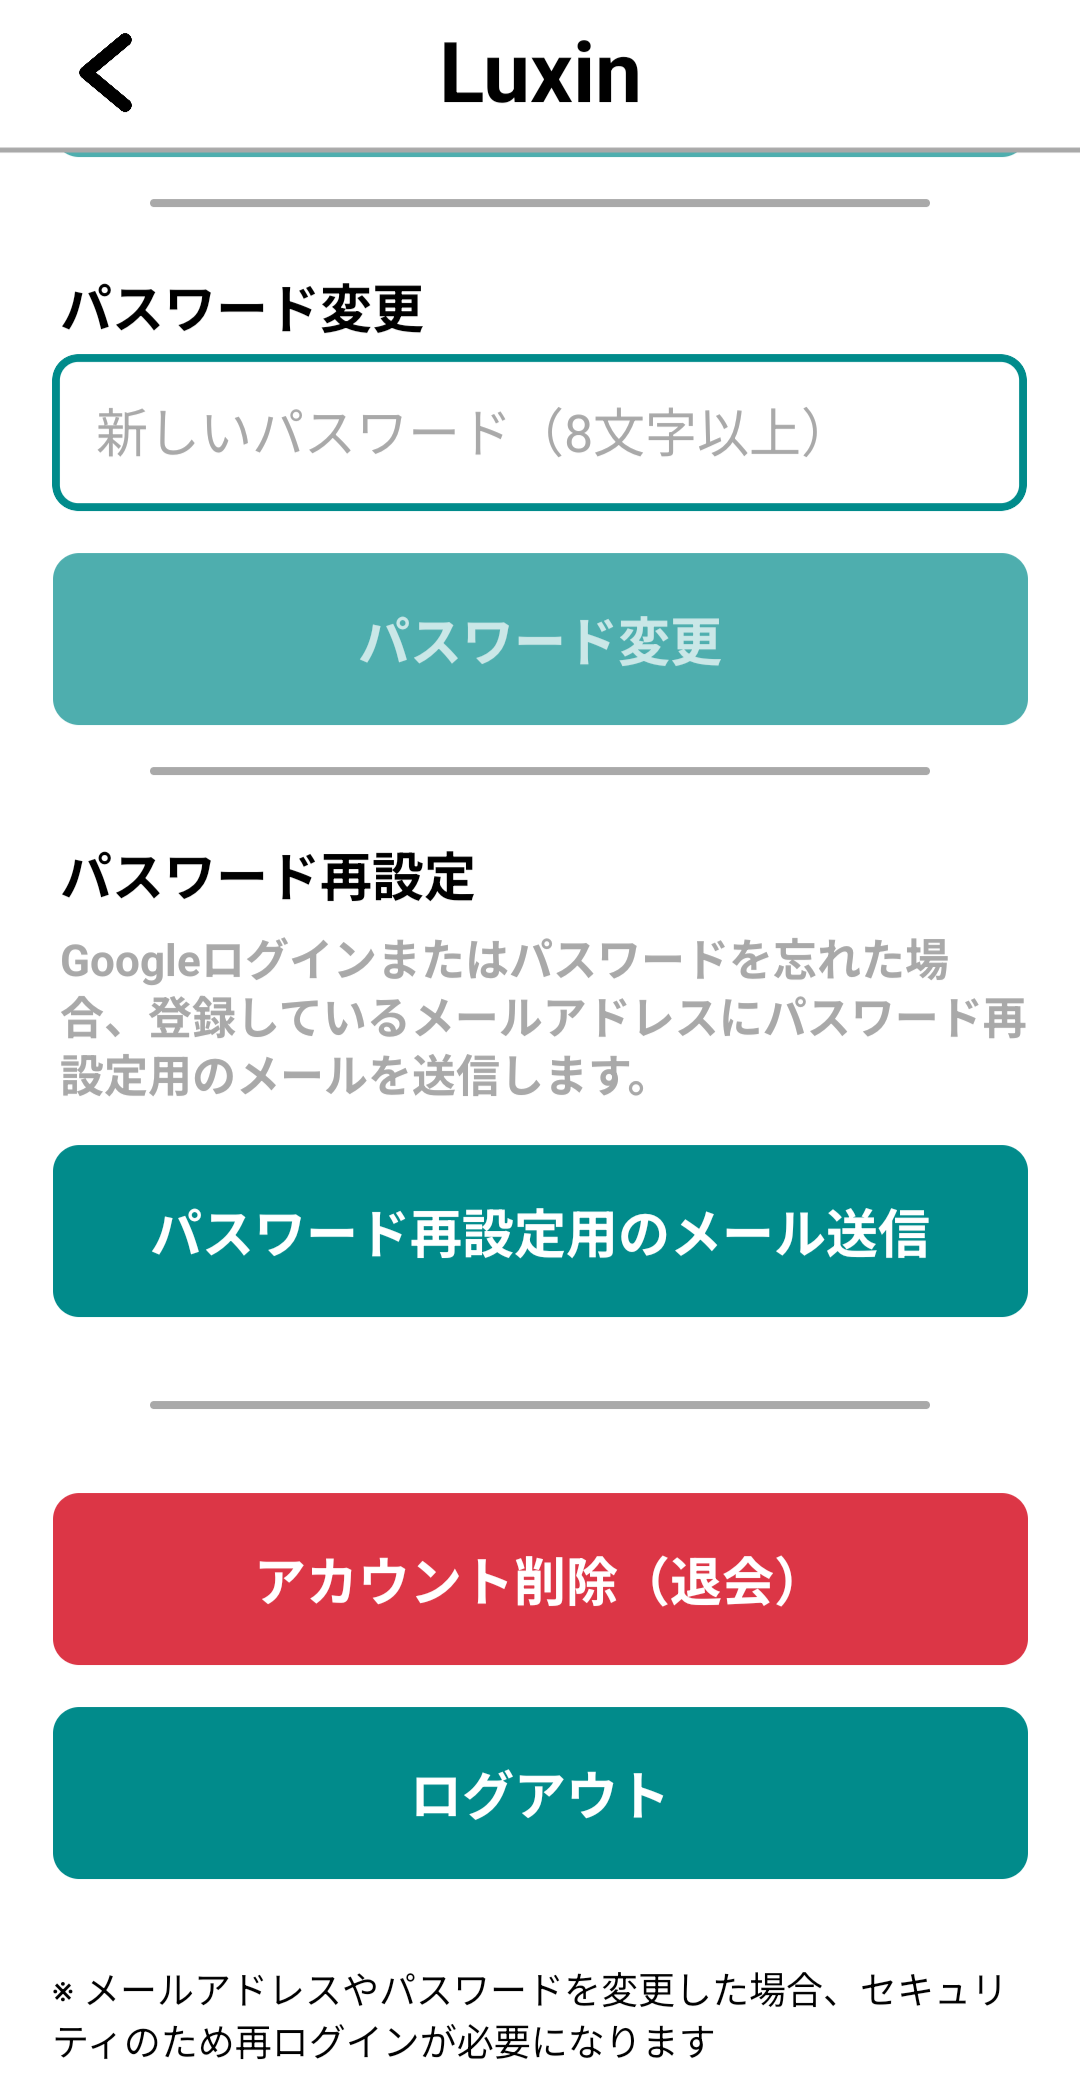 Luxin
パスワード変更
新しいパスワード（8文字以上）
パスワード変更
パスワード再設定
Googleログインまたはパスワードを忘れた場
合、登録しているメールアドレスにパスワード再
設定用のメールを送信します。
パスワード再設定用のメール送信
アカウント削除（退会）
ログアウト
※ メールアドレスやパスワードを変更した場合、セキュリ
ティのため再ログインが必要になります